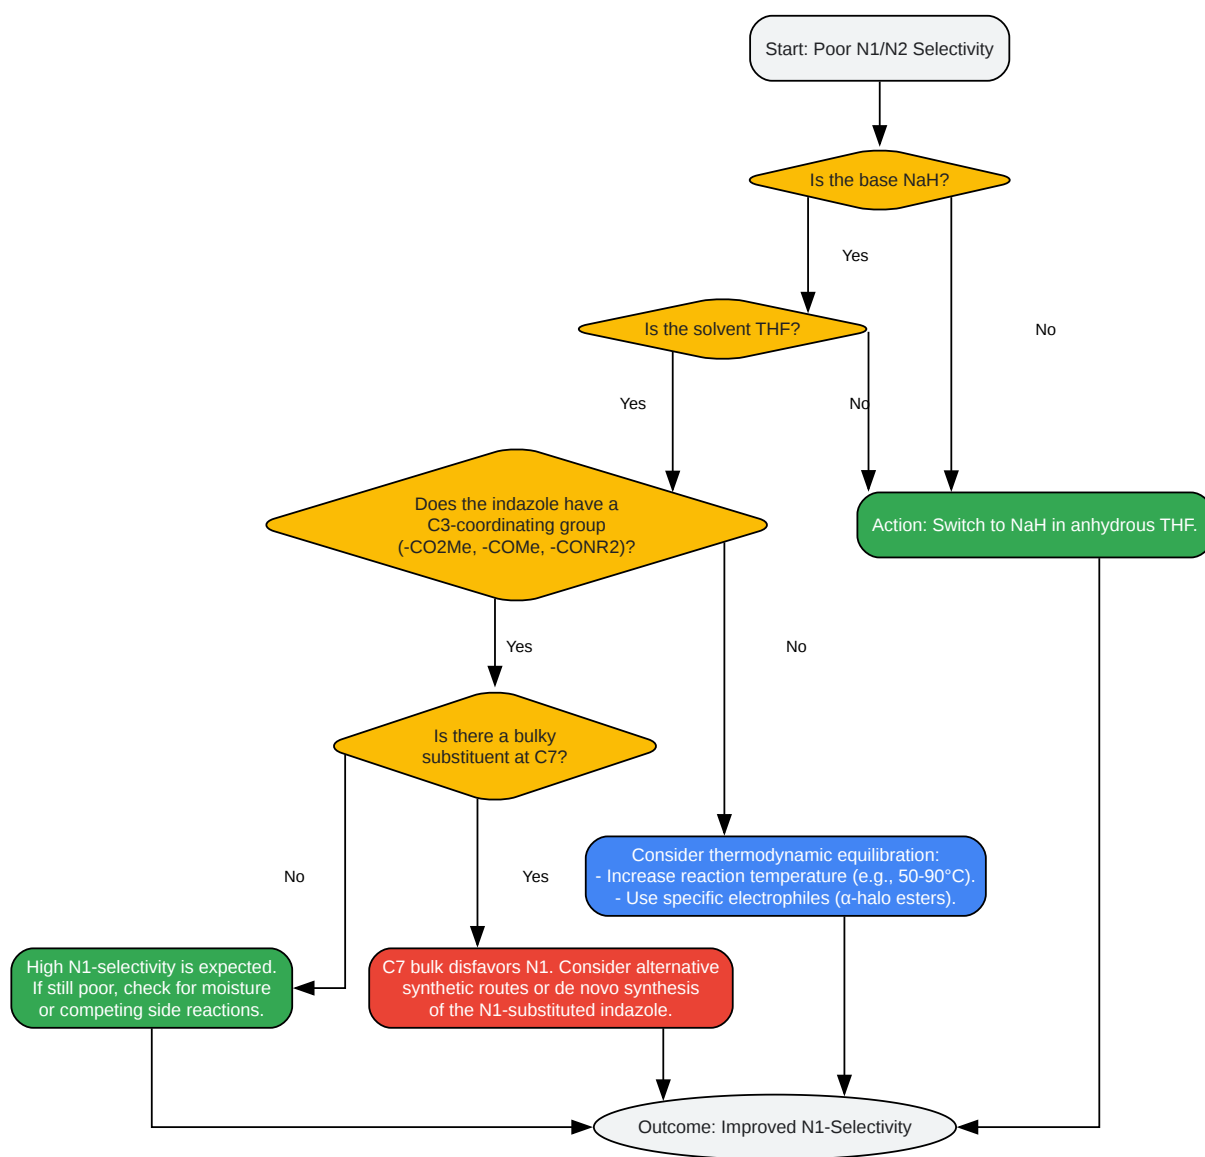 Start: Poor N1/N2 Selectivity
Is the base NaH?
Yes
No
Is the solvent THF?
Yes
No
Does the indazole have a
C3-coordinating group
(-CO2Me, -COMe, -CONR2)?
Action: Switch to NaH in anhydrous THF.
Yes
No
Is there a bulky
substituent at C7?
No
Yes
Consider thermodynamic equilibration:
- Increase reaction temperature (e.g., 50-90°C).
- Use specific electrophiles (α-halo esters).
High N1-selectivity is expected.
If still poor, check for moisture
or competing side reactions.
C7 bulk disfavors N1. Consider alternative
synthetic routes or de novo synthesis
of the N1-substituted indazole.
Outcome: Improved N1-Selectivity